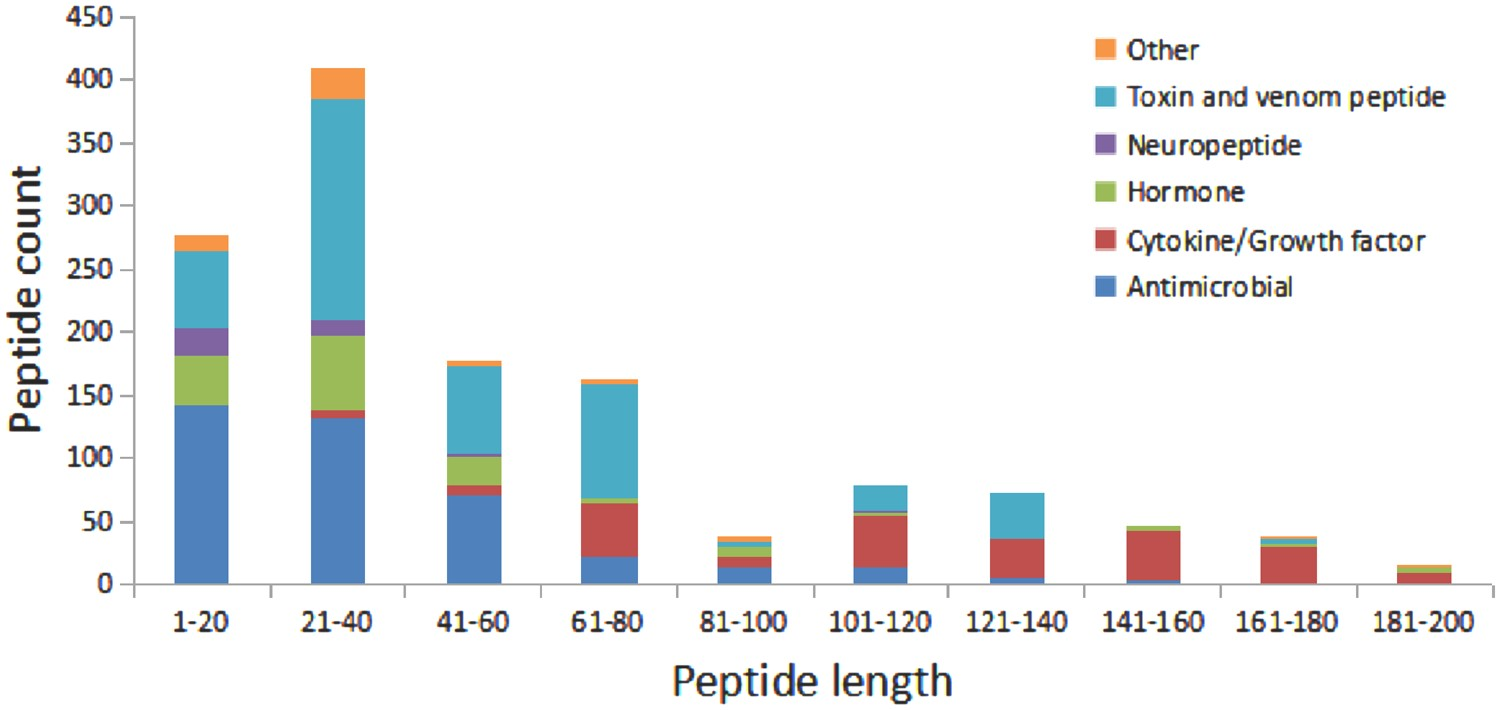 450
400
350
300
250
200
150
100
50
0
Peptide count
Other
Toxin and venom peptide
Neuropeptide
Hormone
Cytokine/Growth factor
Antimicrobial
1-20 21-40 41-60 61-80 81-100 101-120 121-140 141-160 161-180 181-200
Peptide length